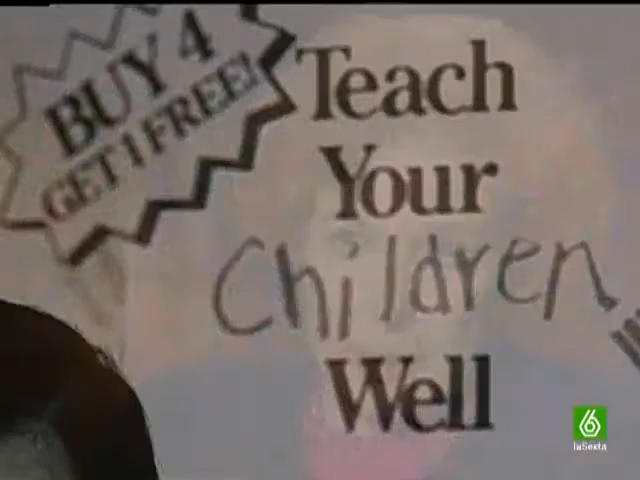 BUY 4
GET 1 FREE!
Teach
Your
Children
Well
6
laSexta